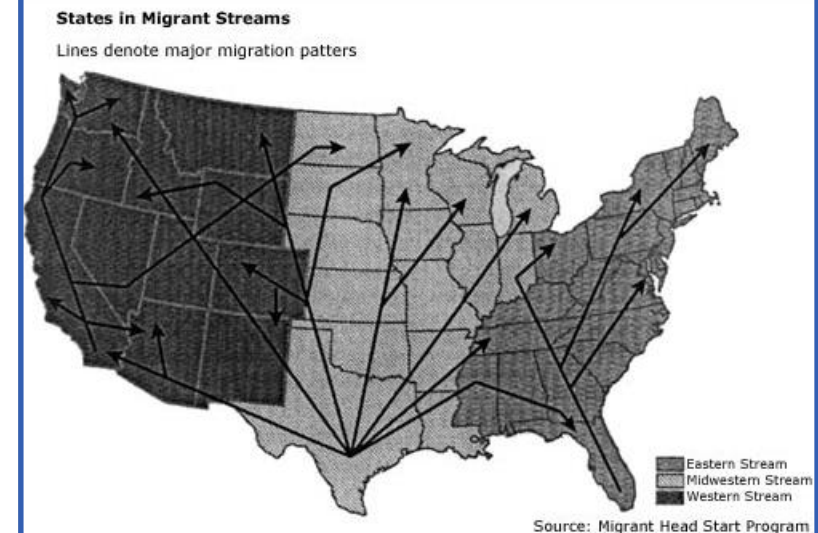 States in Migrant Streams
Lines denote major migration patters
Eastern Stream
Midwestern Stream
Western Stream
Source: Migrant Head Start Program